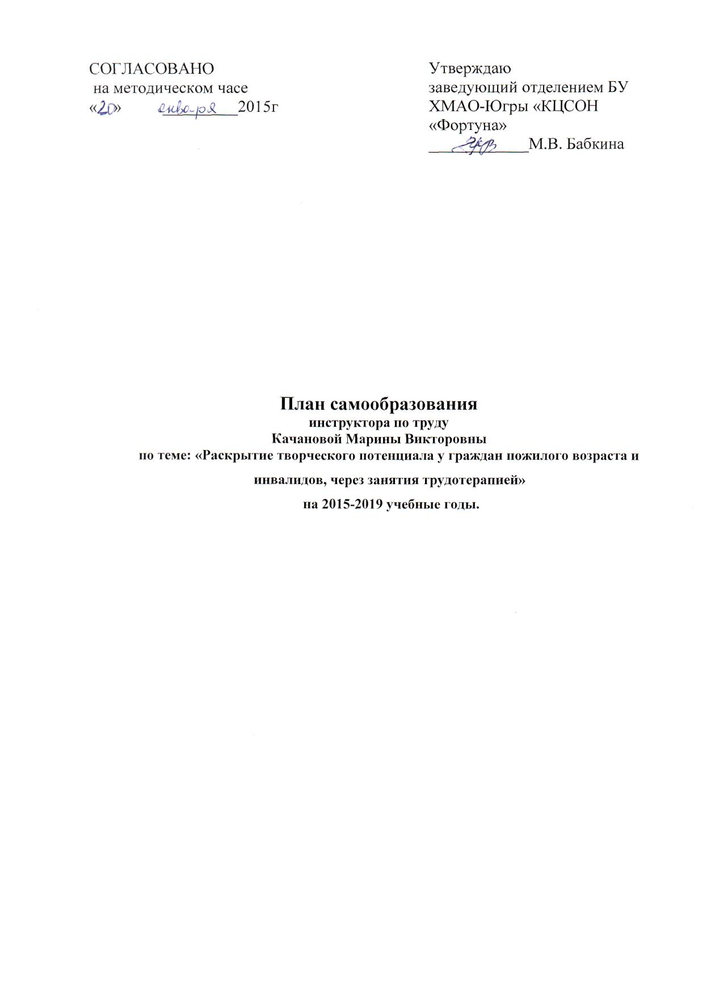 СОГЛАСОВАНО
на методическом часе
«20» января 2015г
Утверждаю
заведующий отделением БУ
ХМАО-Югры «КЦСОН
«Фортуна»
М.В. Бабкина
План самообразования
инструктора по труду
Качановой Марины Викторовны
по теме: «Раскрытие творческого потенциала у граждан пожилого возраста и
инвалидов, через занятия трудотерапией»
на 2015-2019 учебные годы.